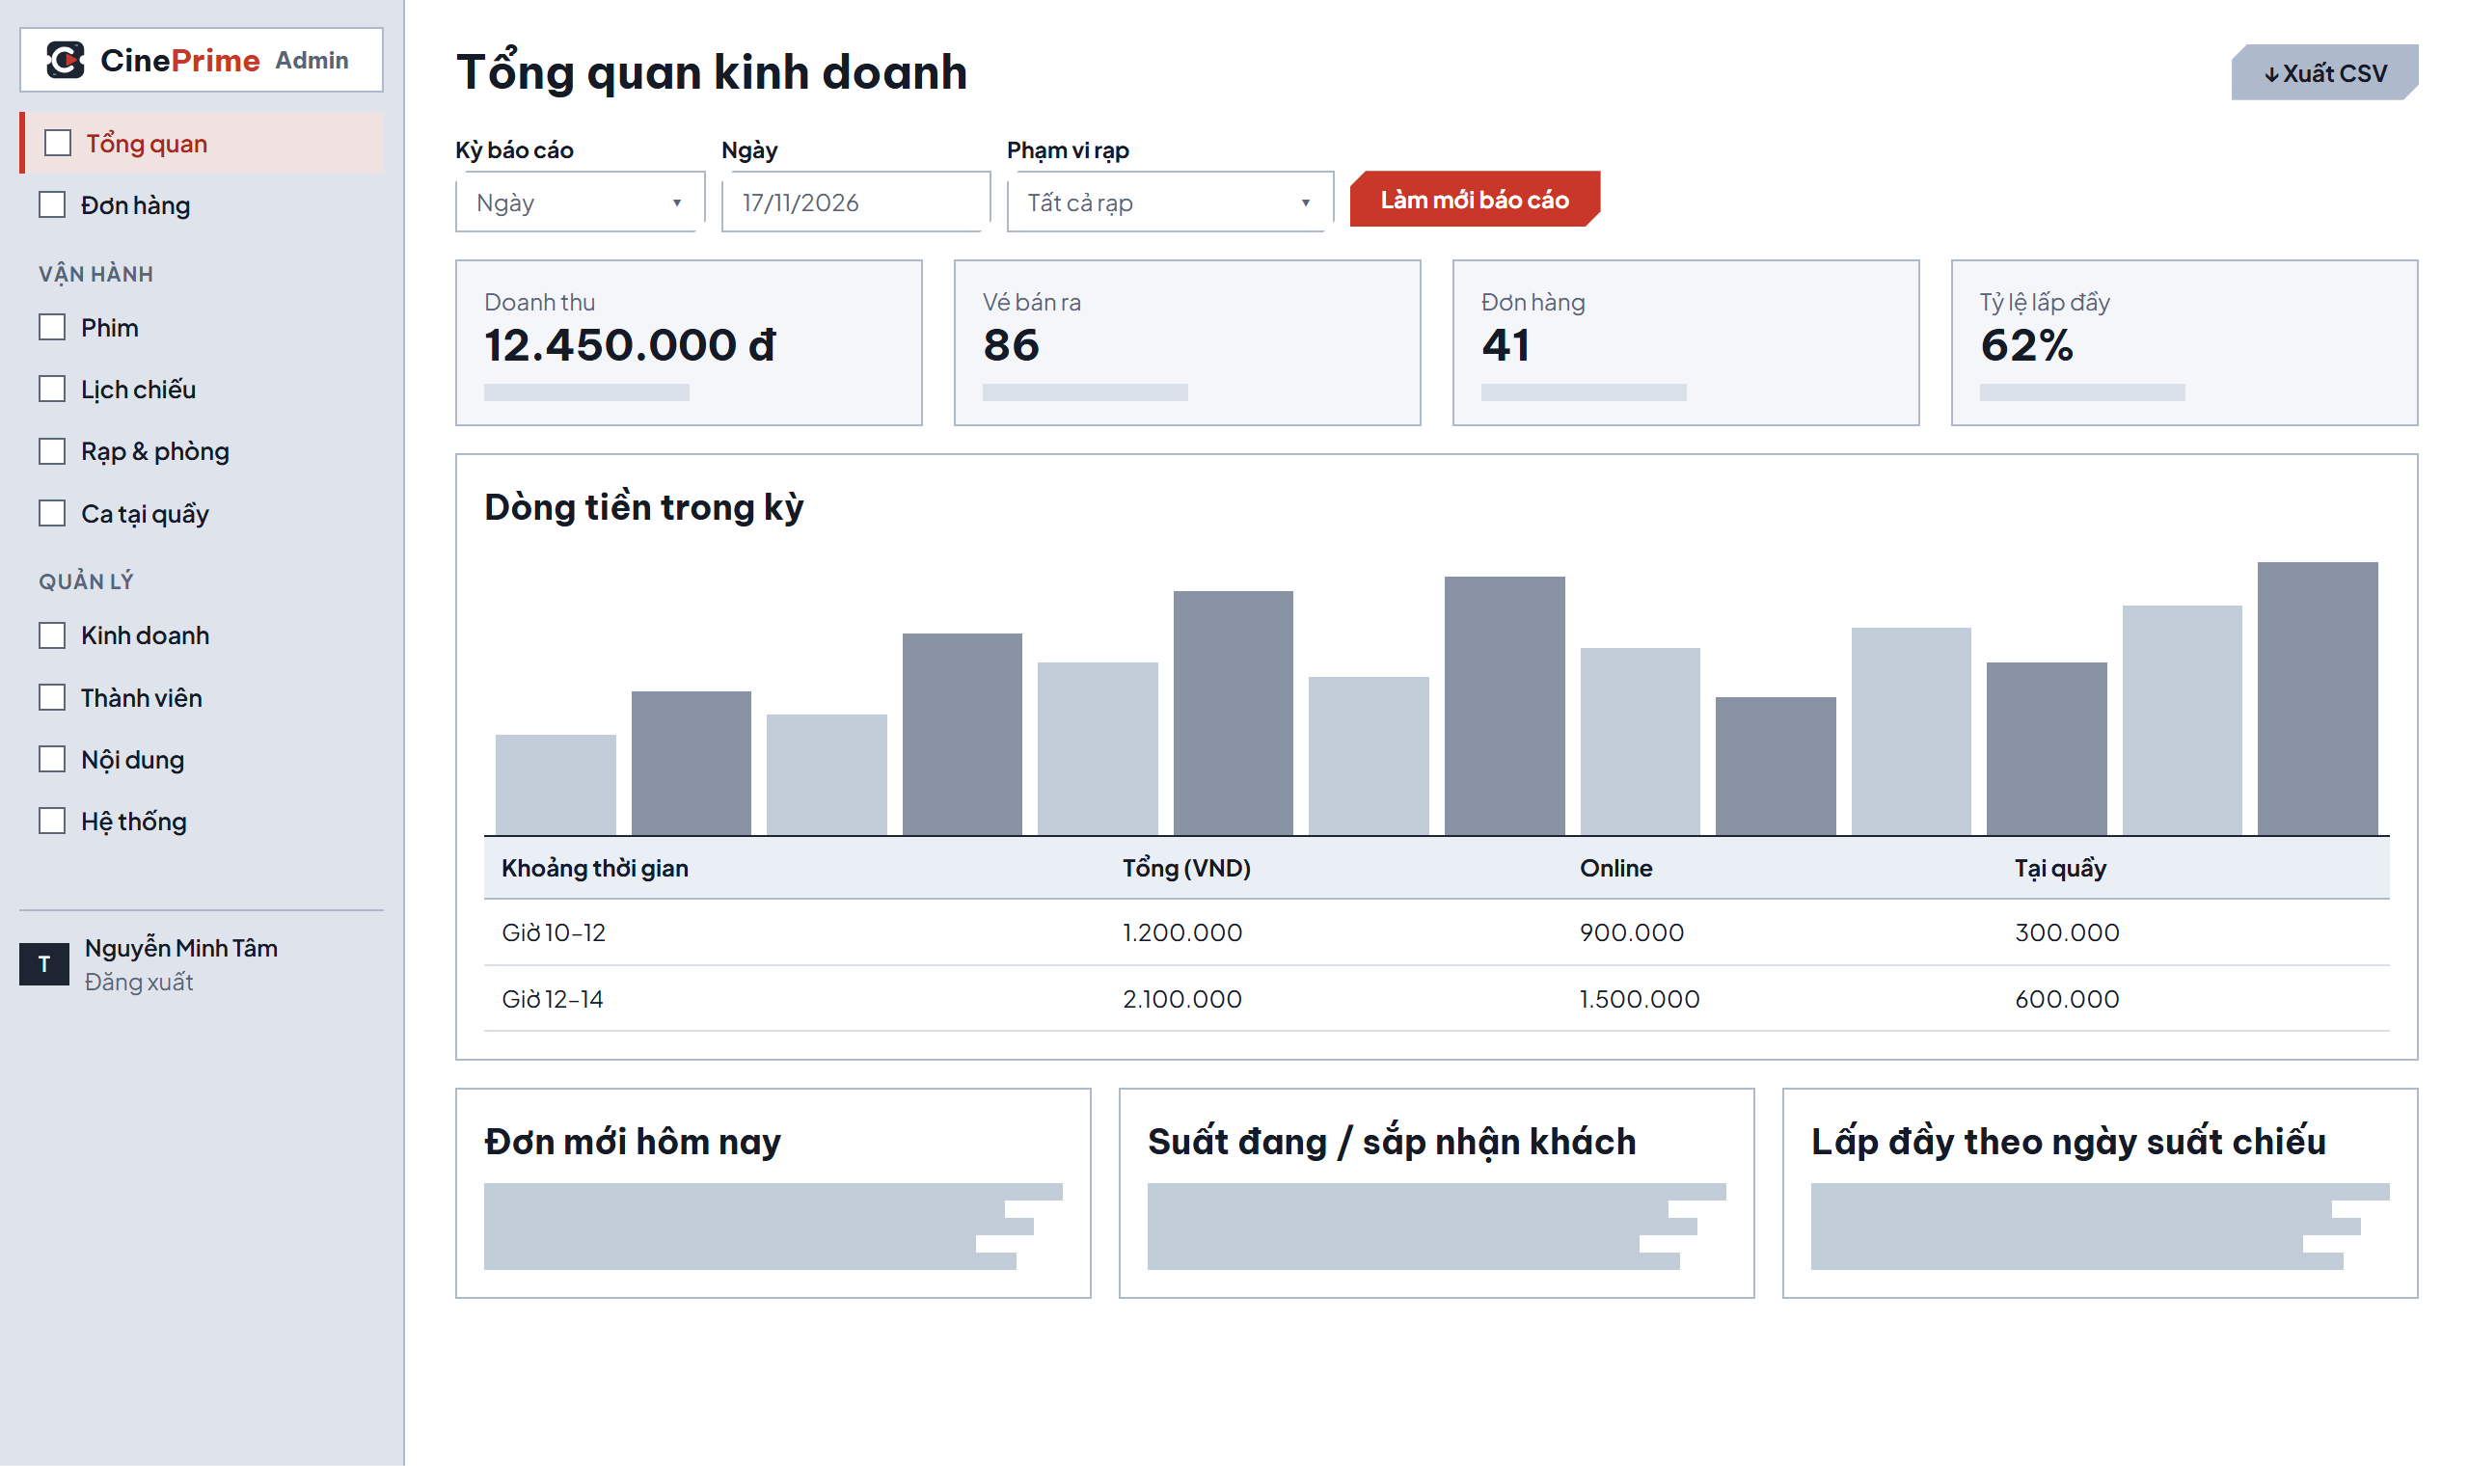 CinePrime Admin
Tổng quan
Đơn hàng
VẬN HÀNH
Phim
Lịch chiếu
Rạp & phòng
Ca tại quầy
QUẢN LÝ
Kinh doanh
Thành viên
Nội dung
Hệ thống
T
Nguyễn Minh Tâm
Đăng xuất
Tổng quan kinh doanh
↓ Xuất CSV
Kỳ báo cáo
Ngày
Phạm vi rạp
Ngày
17/11/2026
Tất cả rạp
Làm mới báo cáo
Doanh thu
12.450.000 đ
Vé bán ra
86
Đơn hàng
41
Tỷ lệ lấp đầy
62%
Dòng tiền trong kỳ
Khoảng thời gian Tổng (VND) Online Tại quầy
Giờ 10–12 1.200.000 900.000 300.000
Giờ 12–14 2.100.000 1.500.000 600.000
Đơn mới hôm nay
Suất đang / sắp nhận khách
Lấp đầy theo ngày suất chiếu